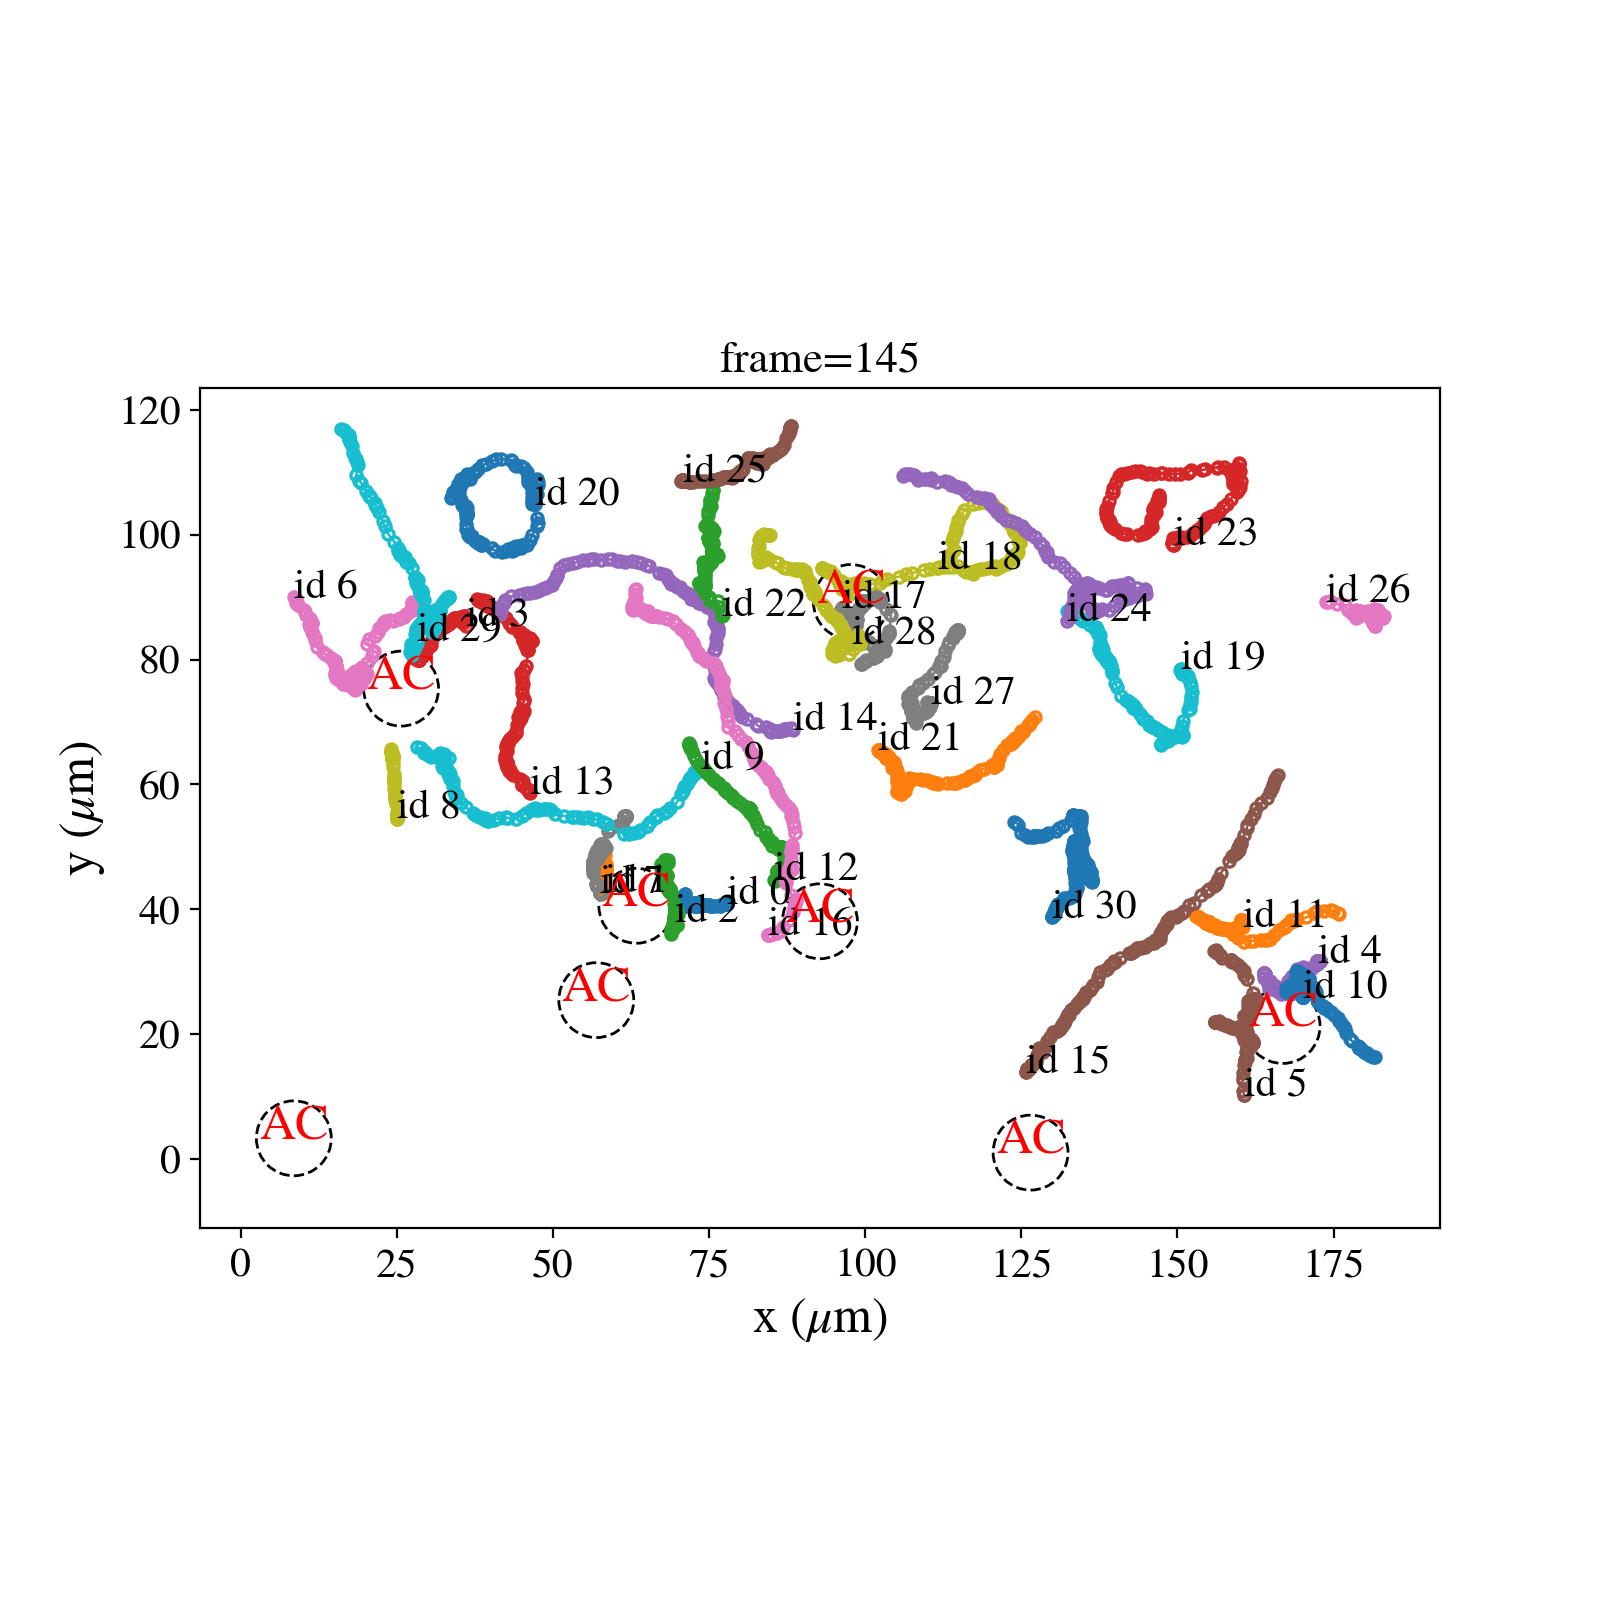 frame=145
120
100
80
60
40
20
0
y (μm)
id 25
id 20
id 23
id 18
id 6
id 3
id 29
id 22
AC
id 17
id 28
id 24
id 26
id 19
AC
id 27
id 14
id 21
id 9
id 13
id 8
id 12
AC
id 0
id 2
AC
id 16
id 30
id 11
id 4
id 10
AC
AC
id 15
id 5
AC
AC
0 25 50 75 100 125 150 175
x (μm)